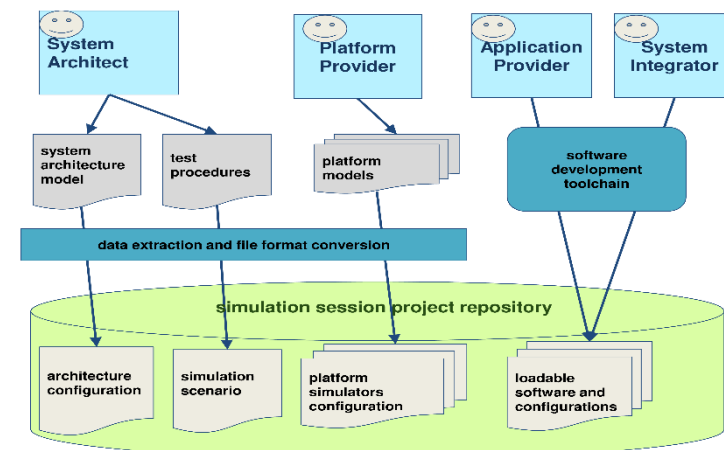 System
Architect
Platform
Provider
Application
Provider
System
Integrator
system
architecture
model
test
procedures
platform
models
software
development
toolchain
data extraction and file format conversion
simulation session project repository
architecture
configuration
simulation
scenario
platform
simulators
configuration
loadable
software and
configurations